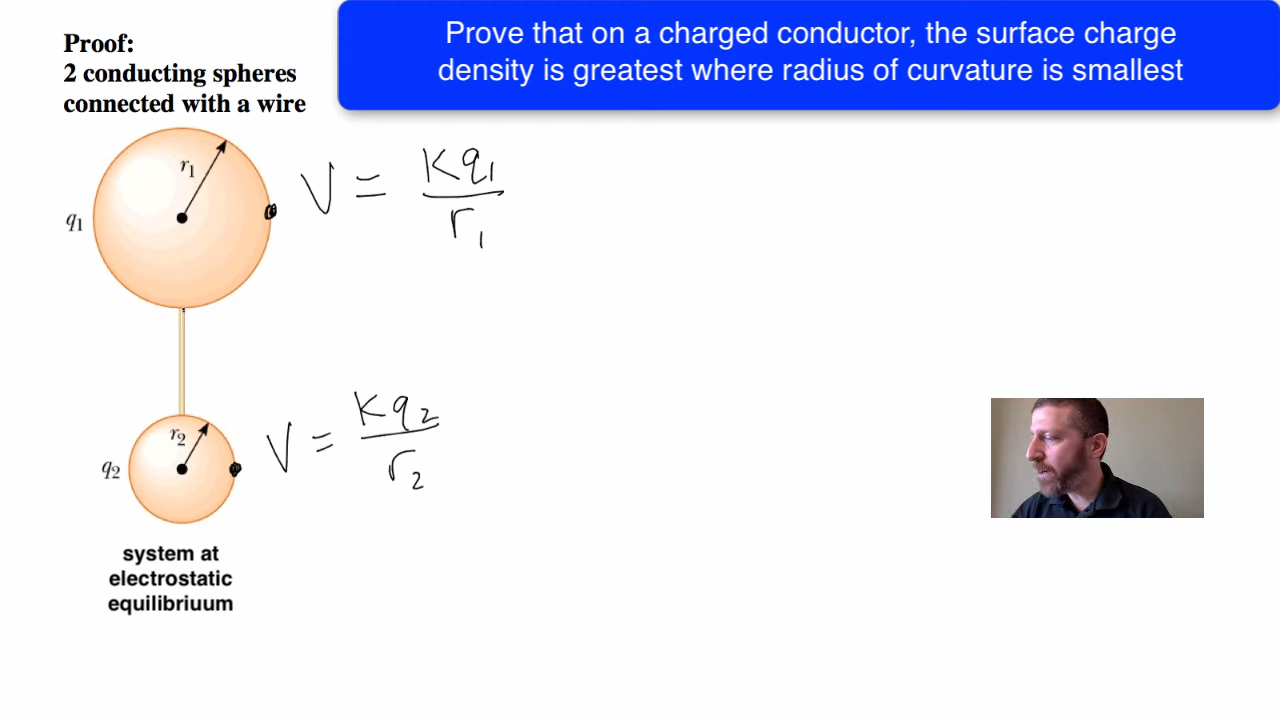 Prove that on a charged conductor, the surface charge
density is greatest where radius of curvature is smallest
Proof:
2 conducting spheres
connected with a wire
r1
q1
V = Kq1/r1
r2
q2
V = Kq2/r2
system at
electrostatic
equilibriuum